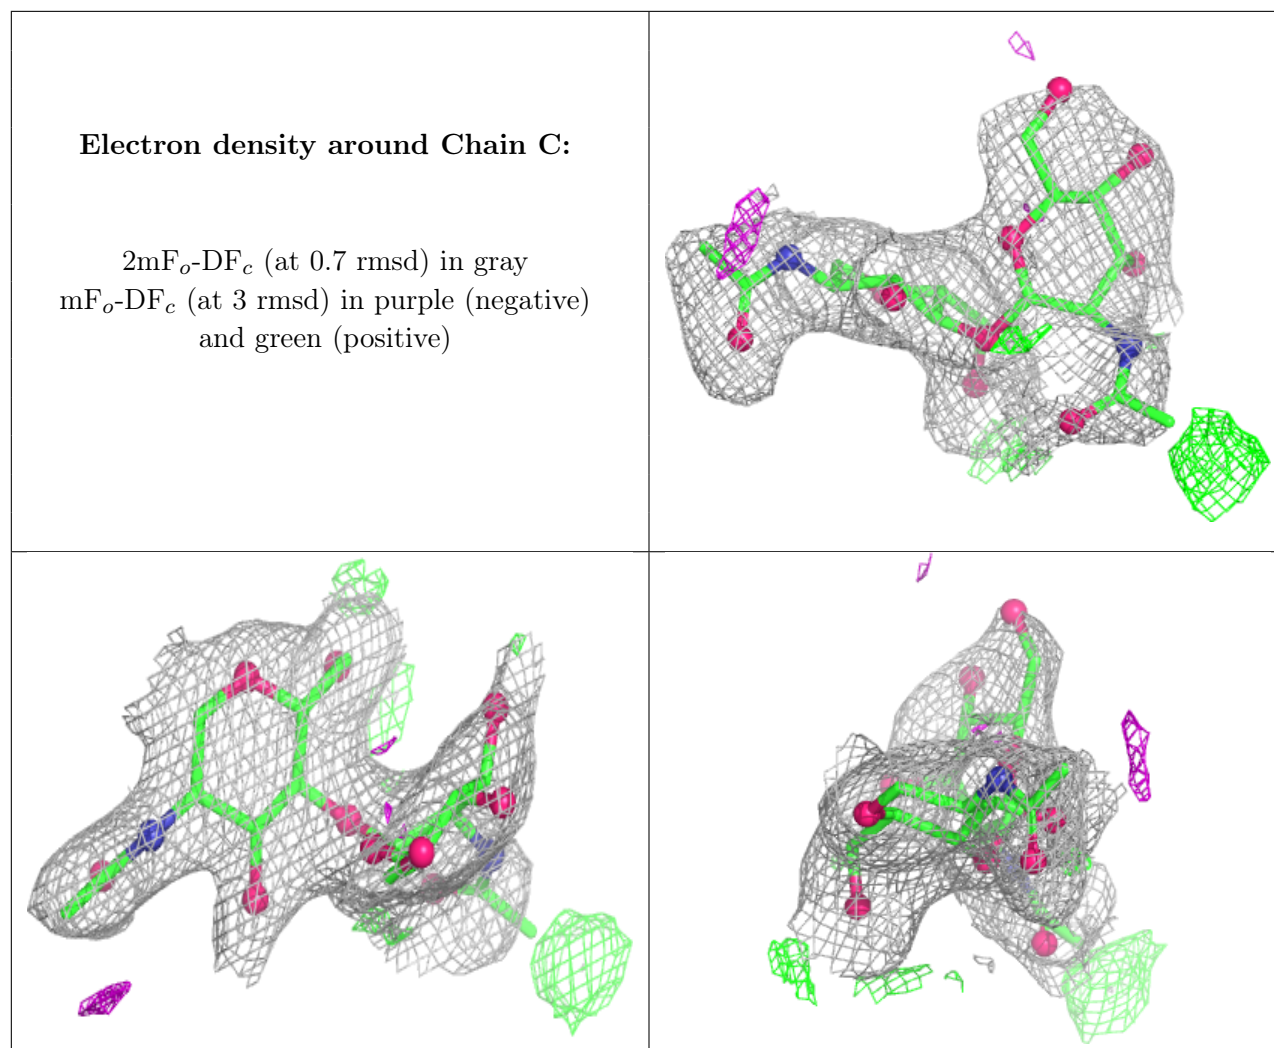 Electron density around Chain C:
2mFo-DFc (at 0.7 rmsd) in gray
mFo-DFc (at 3 rmsd) in purple (negative)
and green (positive)